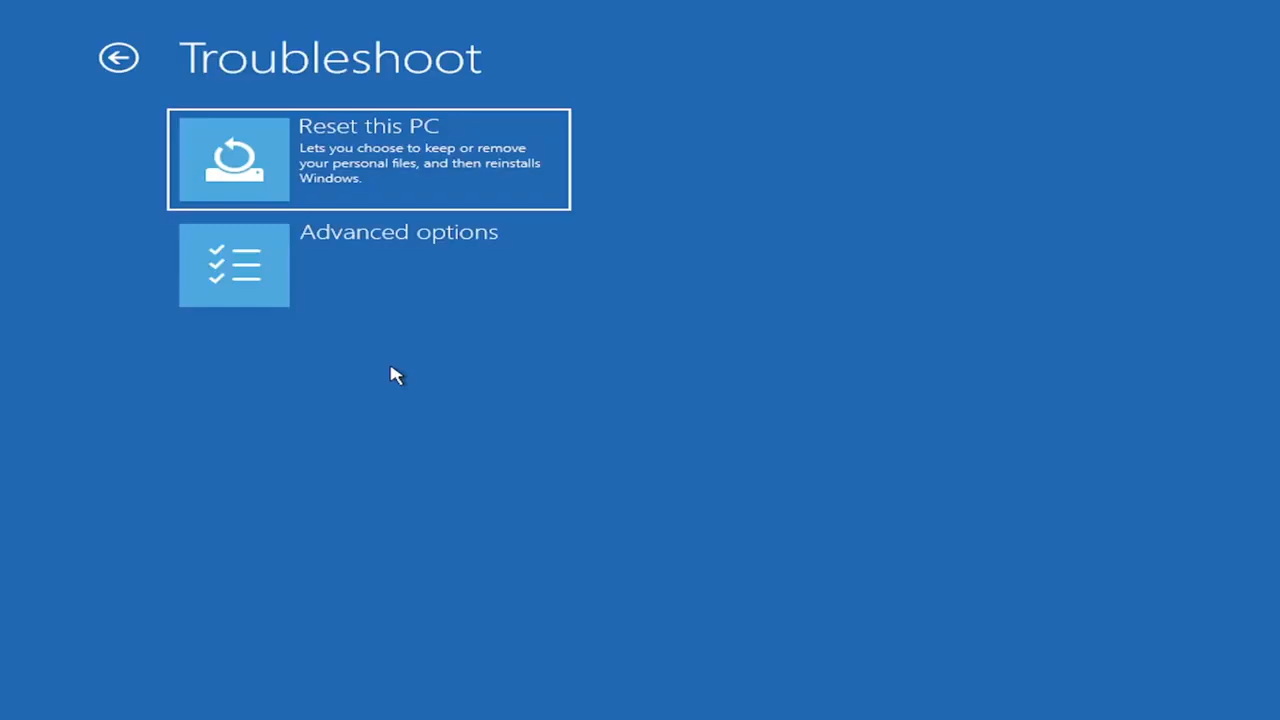 Troubleshoot
Reset this PC
Lets you choose to keep or remove
your personal files, and then reinstalls
Windows.
Advanced options